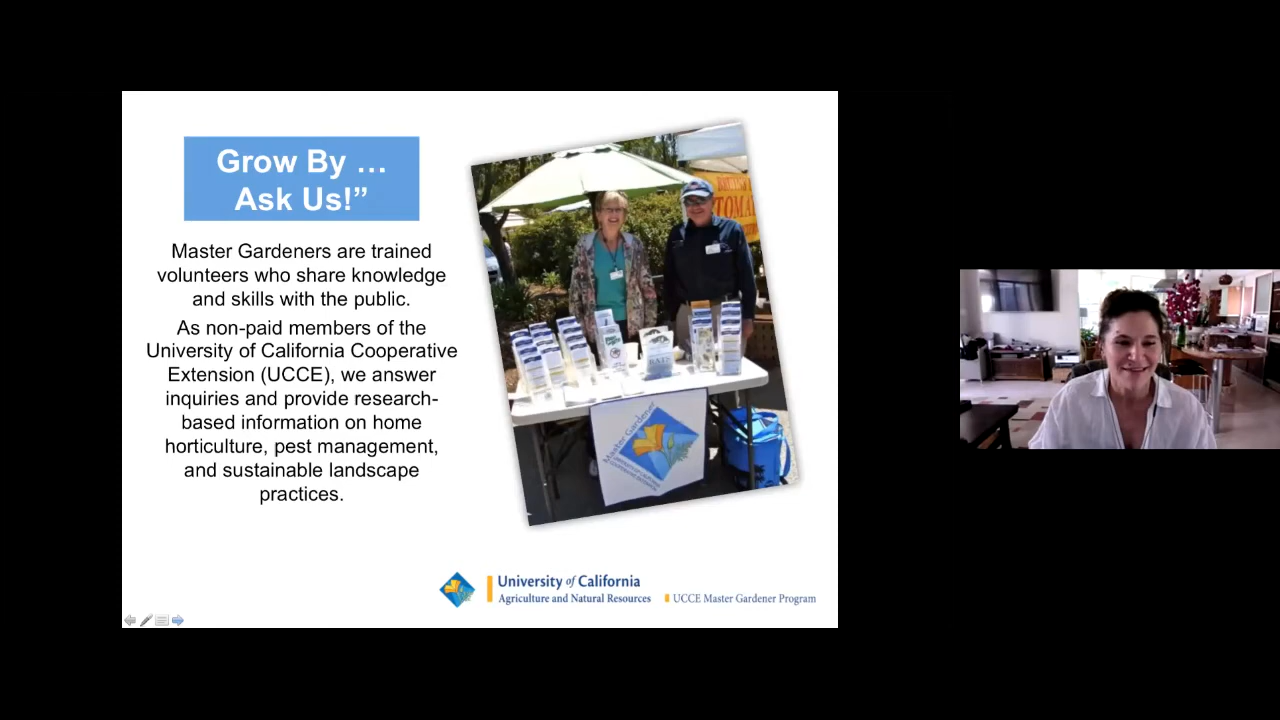 Grow By …
Ask Us!”
Master Gardeners are trained
volunteers who share knowledge
and skills with the public.
As non-paid members of the
University of California Cooperative
Extension (UCCE), we answer
inquiries and provide research-
based information on home
horticulture, pest management,
and sustainable landscape
practices.
Master Gardener
University of California
Agriculture and Natural Resources
UCCE Master Gardener Program